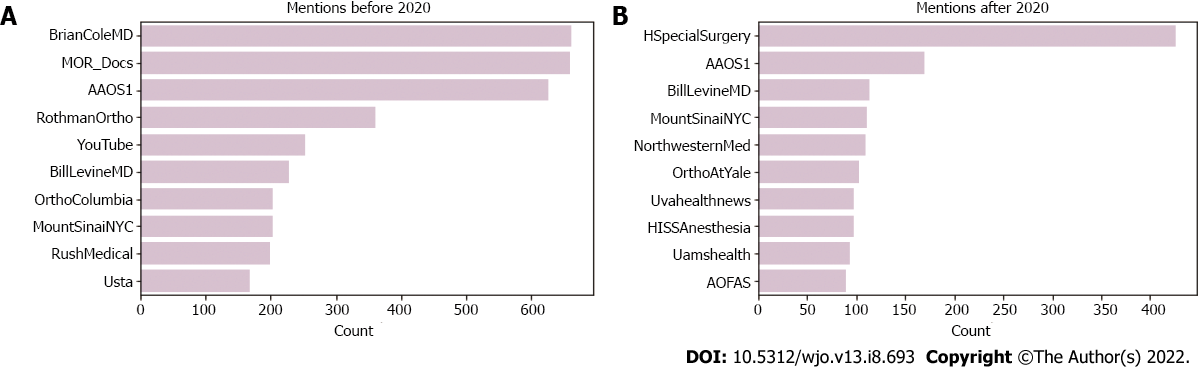 A
Mentions before 2020
BrianColeMD
MOR_Docs
AAOS1
RothmanOrtho
YouTube
BillLevineMD
OrthoColumbia
MountSinaiNYC
RushMedical
Usta
0 100 200 300 400 500 600
Count
B
Mentions after 2020
HSpecialSurgery
AAOS1
BillLevineMD
MountSinaiNYC
NorthwesternMed
OrthoAtYale
Uvahealthnews
HISSAnesthesia
Uamshealth
AOFAS
0 50 100 150 200 250 300 350 400
Count
DOI: 10.5312/wjo.v13.i8.693 Copyright ©The Author(s) 2022.